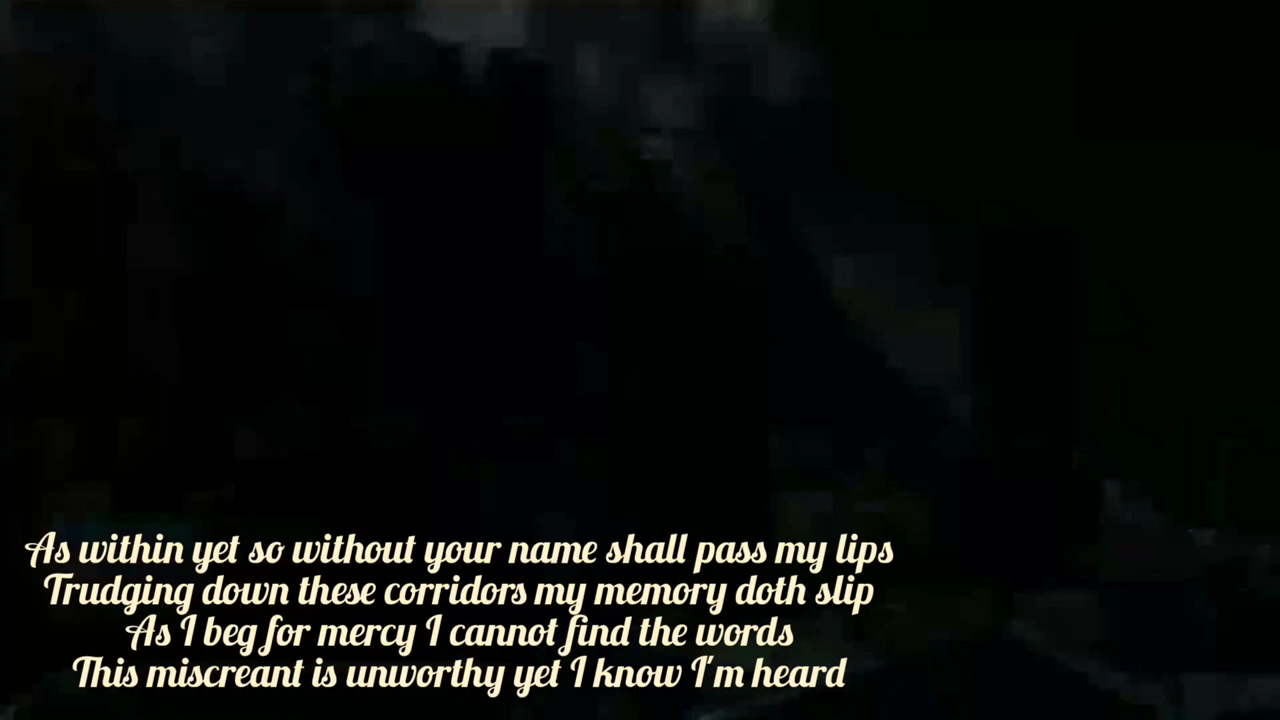 As within yet so without your name shall pass my lips
Trudging down these corridors my memory doth slip
As I beg for mercy I cannot find the words
This miscreant is unworthy yet I know I'm heard